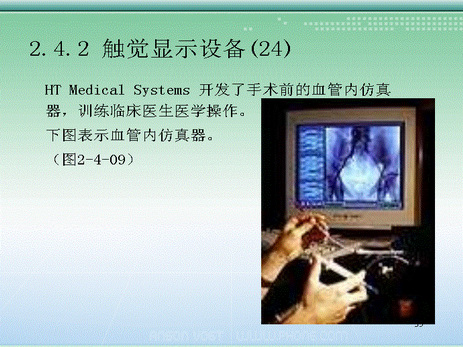 2.4.2 触觉显示设备(24)
HT Medical Systems 开发了手术前的血管内仿真
器，训练临床医生医学操作。
下图表示血管内仿真器。
（图2-4-09）